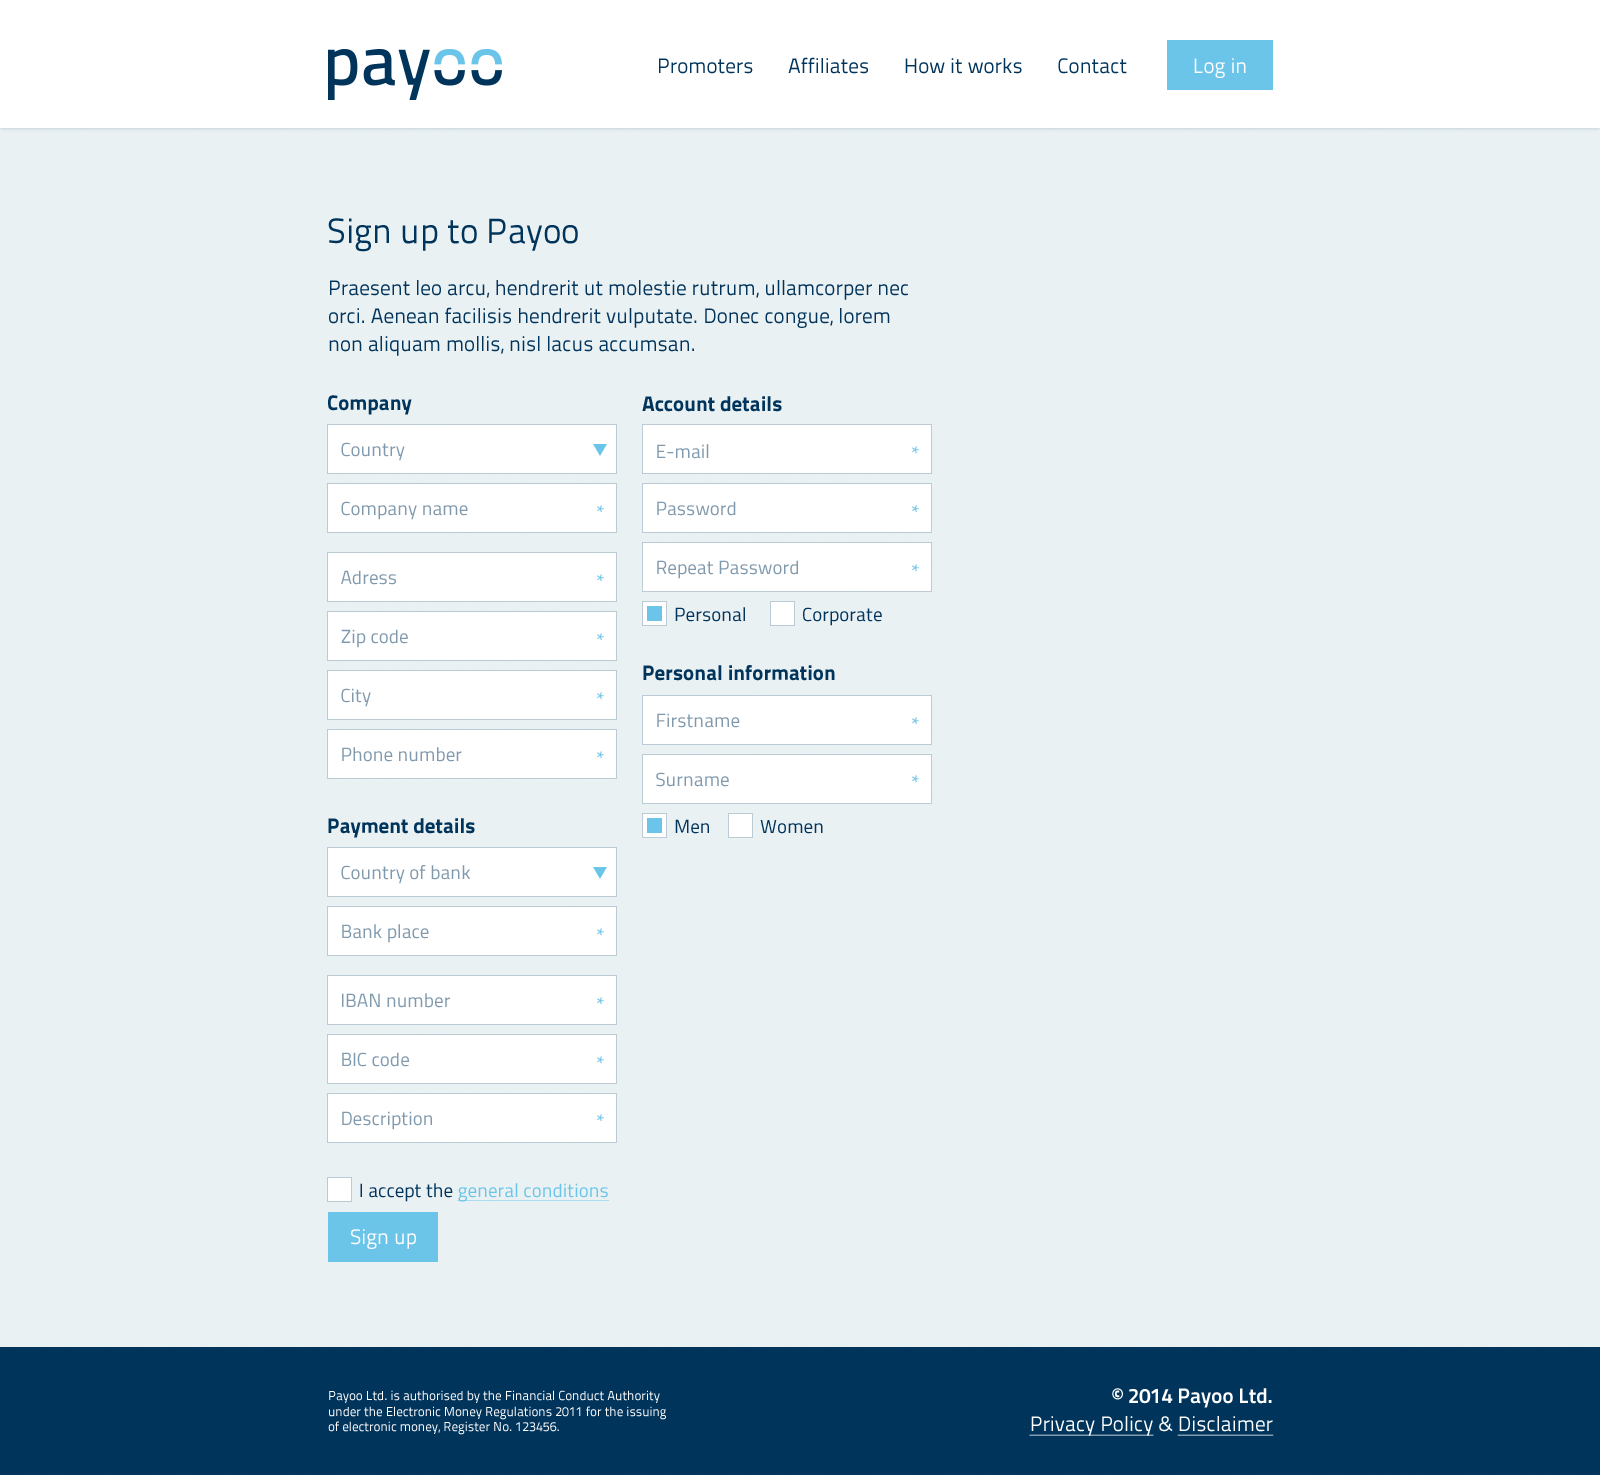 payoo
Promoters
Affiliates
How it works
Contact
Log in
Sign up to Payoo
Praesent leo arcu, hendrerit ut molestie rutrum, ullamcorper nec
orci. Aenean facilisis hendrerit vulputate. Donec congue, lorem
non aliquam mollis, nisl lacus accumsan.
Company
Country
Company name *
Adress *
Zip code *
City *
Phone number *
Payment details
Country of bank
Bank place *
IBAN number *
BIC code *
Description *
I accept the general conditions
Sign up
Account details
E-mail *
Password *
Repeat Password *
Personal
Corporate
Personal information
Firstname *
Surname *
Men
Women
Payoo Ltd. is authorised by the Financial Conduct Authority
under the Electronic Money Regulations 2011 for the issuing
of electronic money, Register No. 123456.
© 2014 Payoo Ltd.
Privacy Policy & Disclaimer